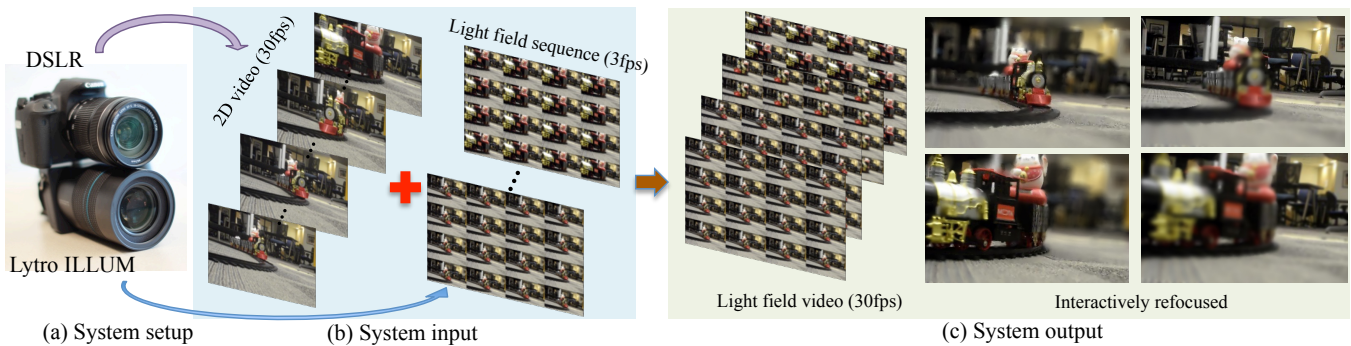 DSLR
Lytro ILLUM
(a) System setup
2D video (30fps)
Light field sequence (3fps)
(b) System input
Light field video (30fps)
Interactively refocused
(c) System output